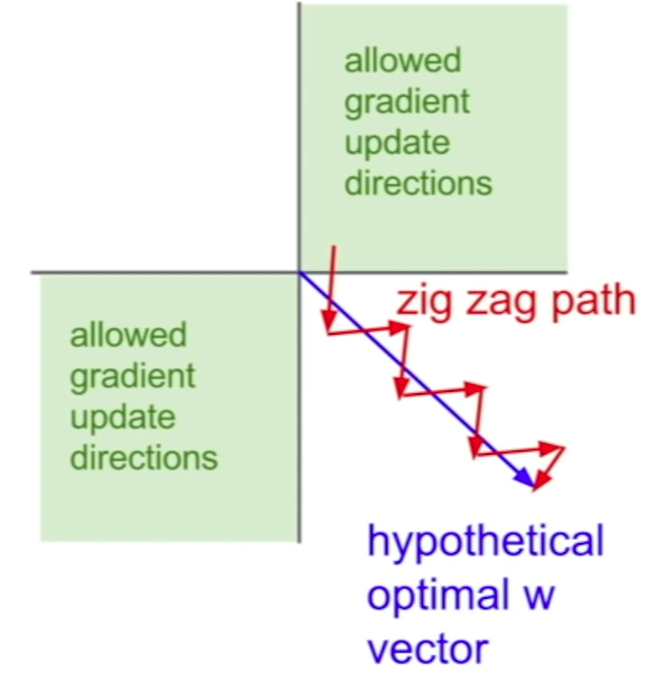 allowed
gradient
update
directions
zig zag path
allowed
gradient
update
directions
hypothetical
optimal w
vector